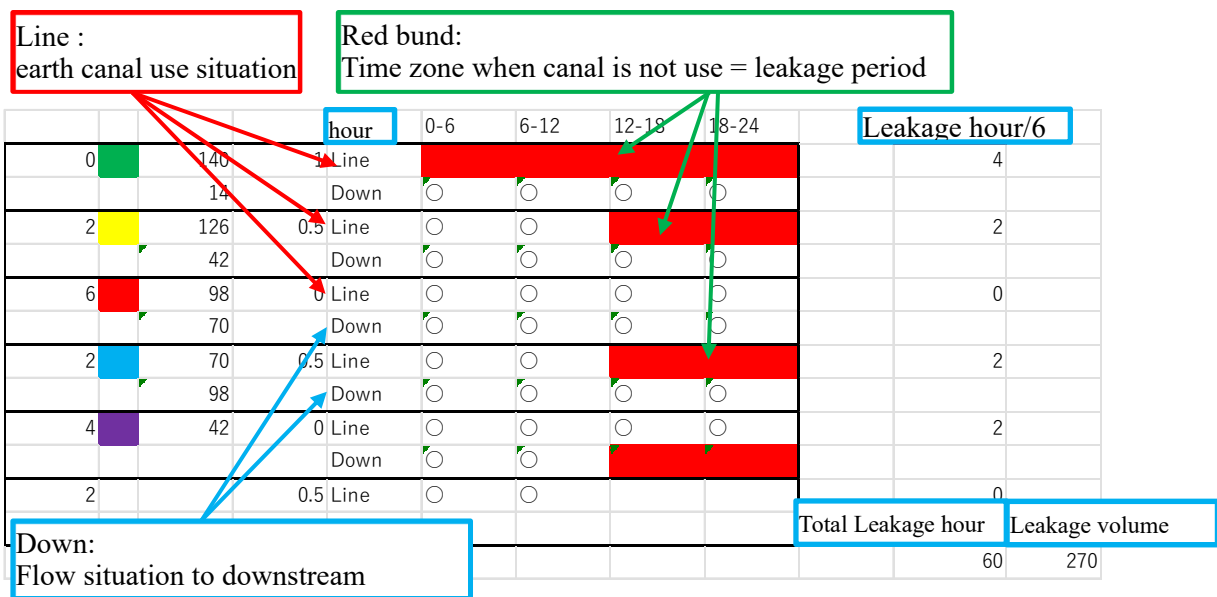 Line :
earth canal use situation
Red bund:
Time zone when canal is not use = leakage period
hour 0-6 6-12 12-18 18-24 Leakage hour/6
0 140 1 Line 4
14 Down ○ ○ ○ ○
2 126 0.5 Line ○ ○ 2
42 Down ○ ○ ○ ○
6 98 0 Line ○ ○ ○ ○ 0
70 Down ○ ○ ○ ○
2 70 0.5 Line ○ ○ 2
98 Down ○ ○ ○ ○
4 42 0 Line ○ ○ ○ ○ 2
Down ○ ○
2 0.5 Line ○ ○ 0
Total Leakage hour Leakage volume
60 270
Down:
Flow situation to downstream